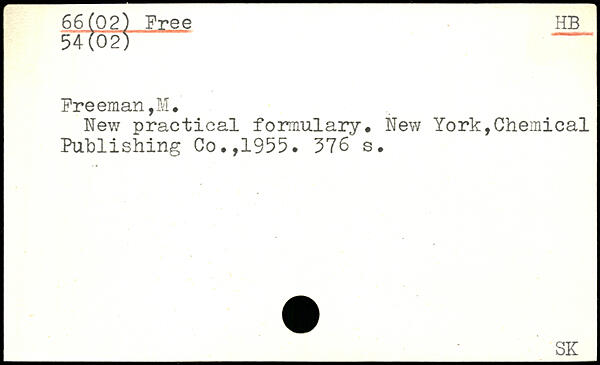 66(02) Free HB
54(02)
Freeman,M.
New practical formulary. New York,Chemical
Publishing Co.,1955. 376 s.
SK